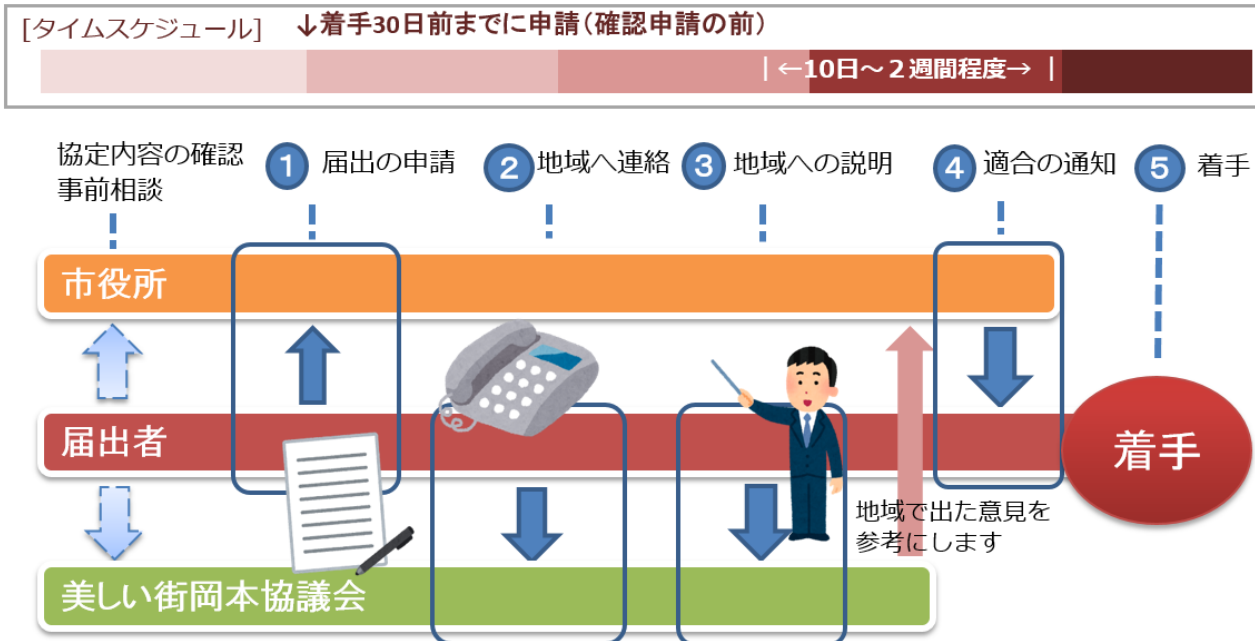 [タイムスケジュール] ↓着手30日前までに申請(確認申請の前)
|←10日~2週間程度→|
協定内容の確認
事前相談
1 届出の申請
2 地域へ連絡
3 地域への説明
4 適合の通知
5 着手
市役所
届出者
着手
地域で出た意見を
参考にします
美しい街岡本協議会